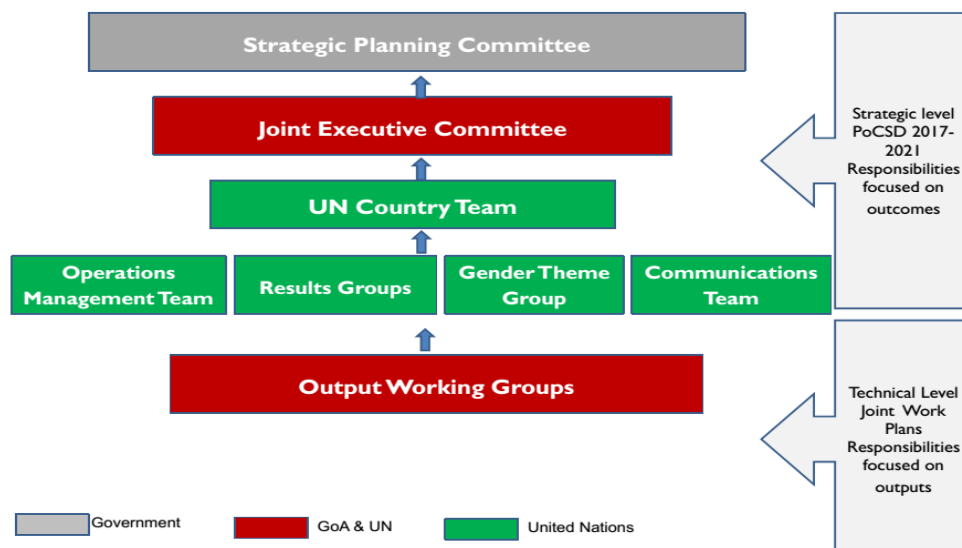 Strategic Planning Committee
Joint Executive Committee
UN Country Team
Operations
Management Team
Results Groups
Gender Theme
Group
Communications
Team
Output Working Groups
Strategic level
PoCSD 2017-
2021
Responsibilities
focused on
outcomes
Technical Level
Joint Work
Plans
Responsibilities
focused on
outputs
Government
GoA & UN
United Nations